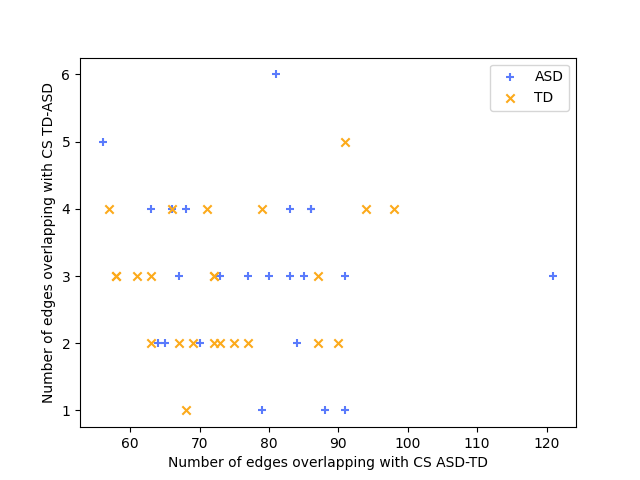 ASD
TD
6
5
4
3
2
1
Number of edges overlapping with CS TD-ASD
60 70 80 90 100 110 120
Number of edges overlapping with CS ASD-TD